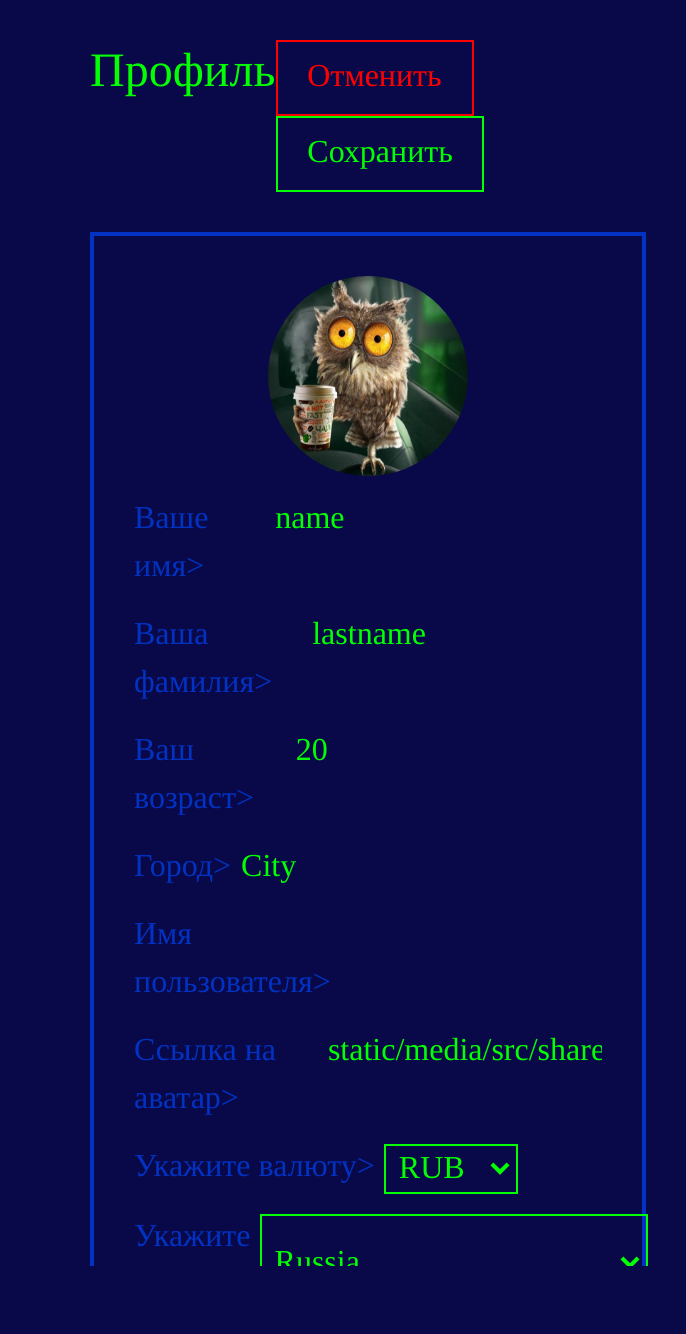 Профиль
Отменить
Сохранить
Ваше name
имя>
Ваша lastname
фамилия>
Ваш 20
возраст>
Город> City
Имя
пользователя>
Ссылка на static/media/src/share
аватар>
Укажите валюту> RUB
Укажите
Russia